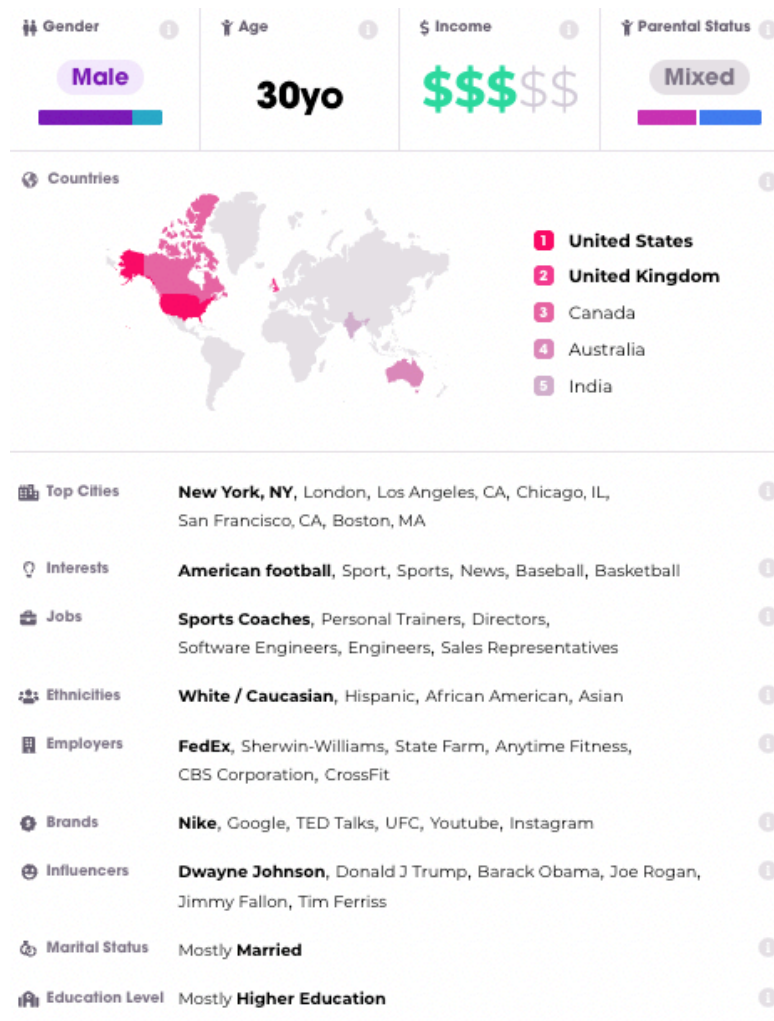 Gender
Age
$ Income
Parental Status
Male
30yo
$$$$$
Mixed
Countries
1 United States
2 United Kingdom
3 Canada
4 Australia
5 India
Top Cities
New York, NY, London, Los Angeles, CA, Chicago, IL,
San Francisco, CA, Boston, MA
Interests
American football, Sport, Sports, News, Baseball, Basketball
Jobs
Sports Coaches, Personal Trainers, Directors,
Software Engineers, Engineers, Sales Representatives
Ethnicities
White / Caucasian, Hispanic, African American, Asian
Employers
FedEx, Sherwin-Williams, State Farm, Anytime Fitness,
CBS Corporation, CrossFit
Brands
Nike, Google, TED Talks, UFC, Youtube, Instagram
Influencers
Dwayne Johnson, Donald J Trump, Barack Obama, Joe Rogan,
Jimmy Fallon, Tim Ferriss
Marital Status
Mostly Married
Education Level
Mostly Higher Education